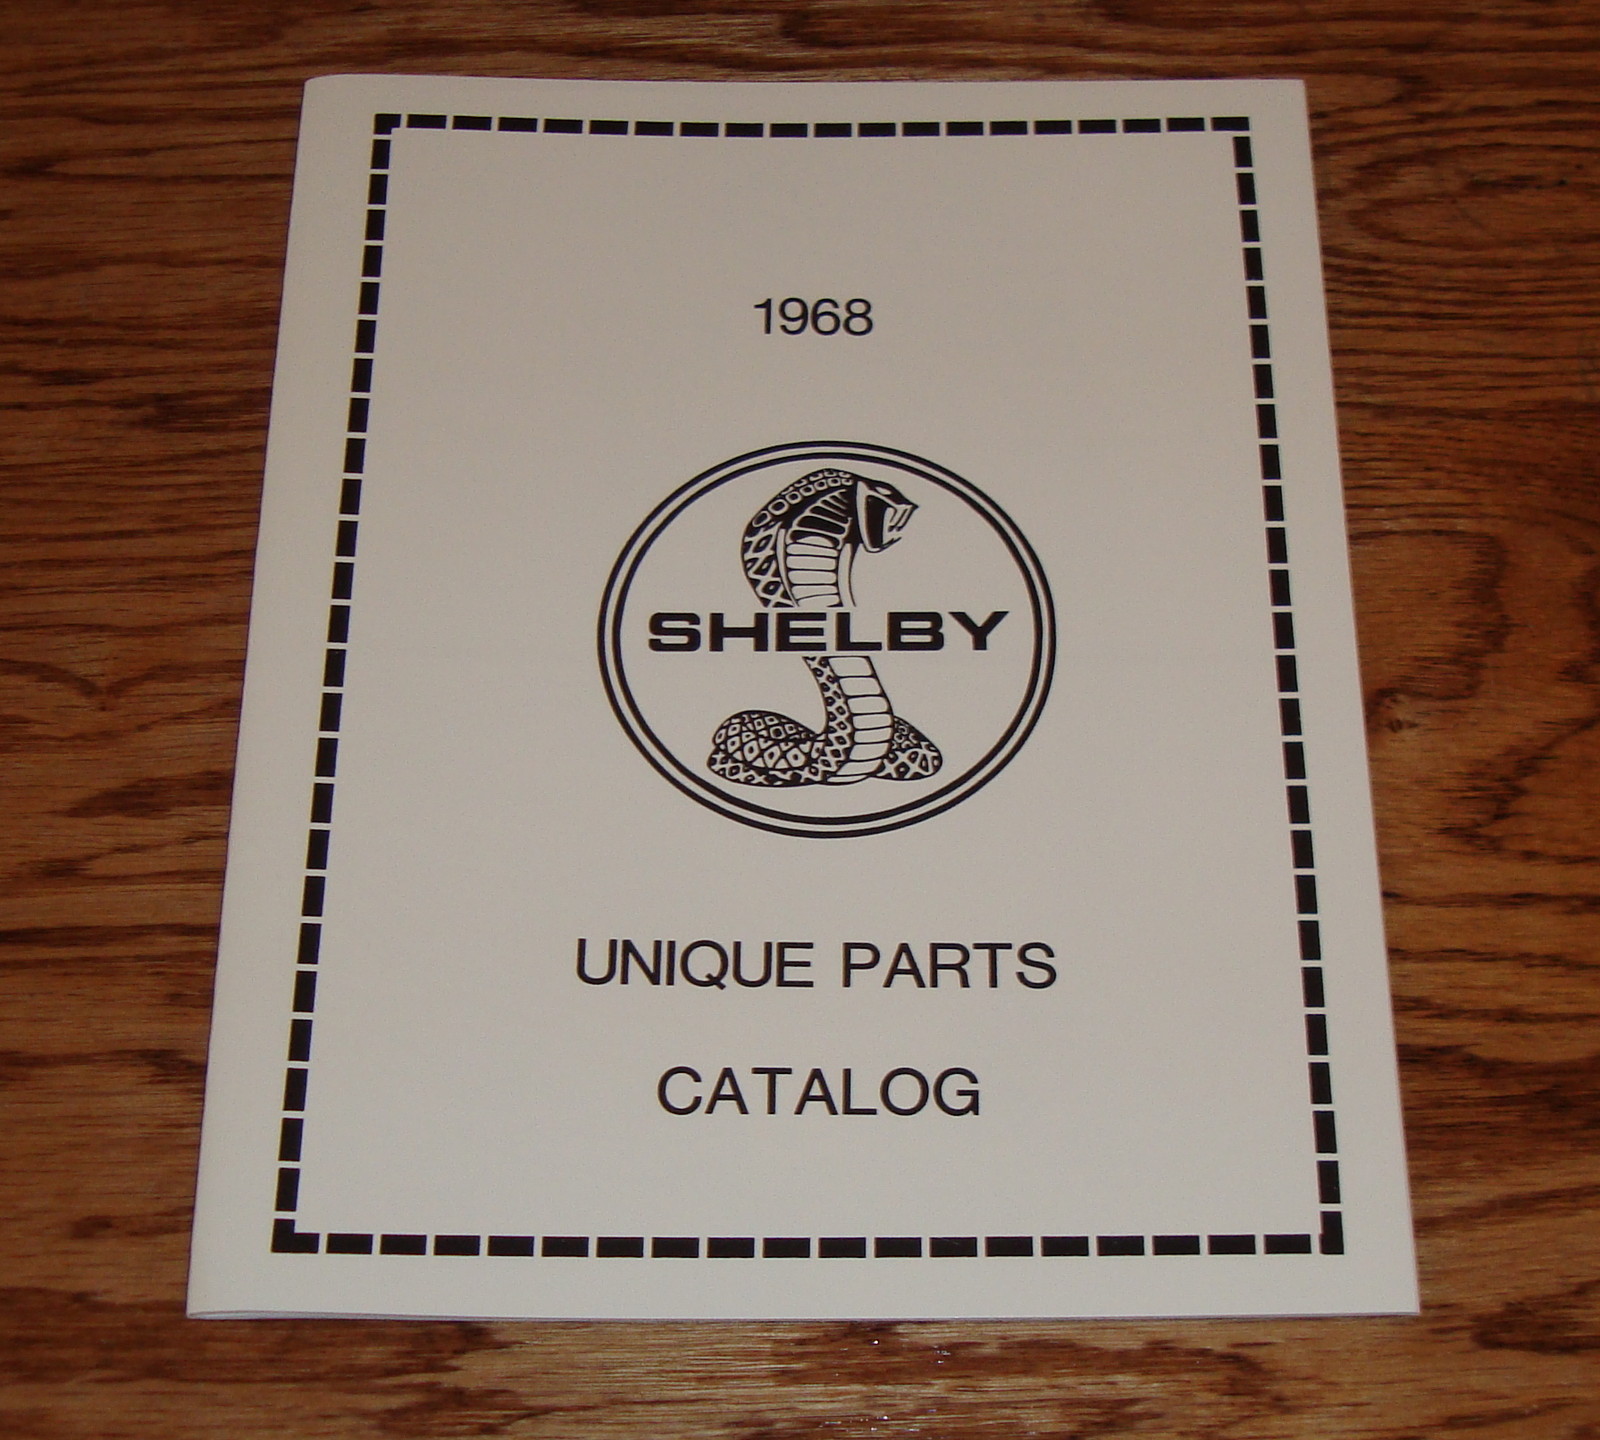 1968
SHELBY
UNIQUE PARTS
CATALOG